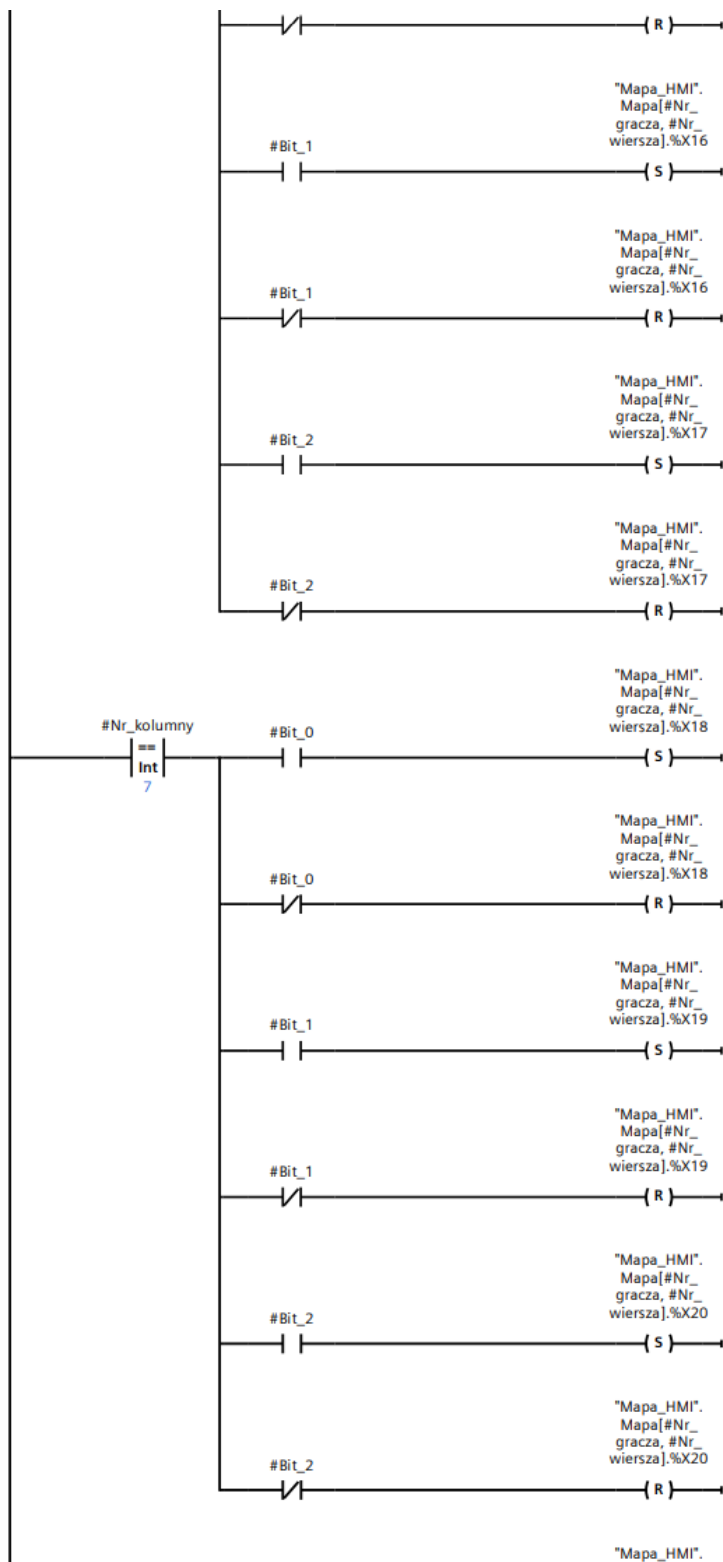 ( R )
"Mapa_HMI".
Mapa[#Nr_
gracza, #Nr_
wiersza].%X16
#Bit_1
( S )
"Mapa_HMI".
Mapa[#Nr_
gracza, #Nr_
wiersza].%X16
#Bit_1
( R )
"Mapa_HMI".
Mapa[#Nr_
gracza, #Nr_
wiersza].%X17
#Bit_2
( S )
"Mapa_HMI".
Mapa[#Nr_
gracza, #Nr_
wiersza].%X17
#Bit_2
( R )
"Mapa_HMI".
Mapa[#Nr_
gracza, #Nr_
wiersza].%X18
#Nr_kolumny
#Bit_0
==
Int
7
( S )
"Mapa_HMI".
Mapa[#Nr_
gracza, #Nr_
wiersza].%X18
#Bit_0
( R )
"Mapa_HMI".
Mapa[#Nr_
gracza, #Nr_
wiersza].%X19
#Bit_1
( S )
"Mapa_HMI".
Mapa[#Nr_
gracza, #Nr_
wiersza].%X19
#Bit_1
( R )
"Mapa_HMI".
Mapa[#Nr_
gracza, #Nr_
wiersza].%X20
#Bit_2
( S )
"Mapa_HMI".
Mapa[#Nr_
gracza, #Nr_
wiersza].%X20
#Bit_2
( R )
"Mapa_HMI".